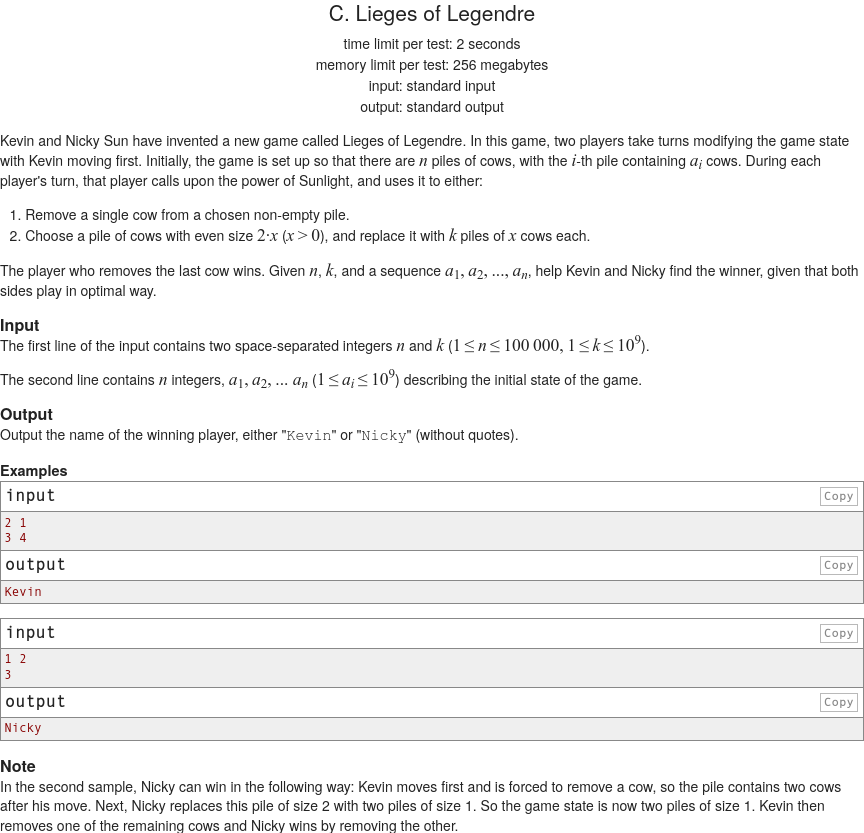 C. Lieges of Legendre
time limit per test: 2 seconds
memory limit per test: 256 megabytes
input: standard input
output: standard output
Kevin and Nicky Sun have invented a new game called Lieges of Legendre. In this game, two players take turns modifying the game state
with Kevin moving first. Initially, the game is set up so that there are n piles of cows, with the i-th pile containing a_i cows. During each
player's turn, that player calls upon the power of Sunlight, and uses it to either:
1. Remove a single cow from a chosen non-empty pile.
2. Choose a pile of cows with even size 2·x (x > 0), and replace it with k piles of x cows each.
The player who removes the last cow wins. Given n, k, and a sequence a_1, a_2, ..., a_n, help Kevin and Nicky find the winner, given that both
sides play in optimal way.
Input
The first line of the input contains two space-separated integers n and k (1 ≤ n ≤ 100 000, 1 ≤ k ≤ 10^9).
The second line contains n integers, a_1, a_2, ... a_n (1 ≤ a_i ≤ 10^9) describing the initial state of the game.
Output
Output the name of the winning player, either "Kevin" or "Nicky" (without quotes).
Examples
input Copy
2 1
3 4
output Copy
Kevin
input Copy
1 2
3
output Copy
Nicky
Note
In the second sample, Nicky can win in the following way: Kevin moves first and is forced to remove a cow, so the pile contains two cows
after his move. Next, Nicky replaces this pile of size 2 with two piles of size 1. So the game state is now two piles of size 1. Kevin then
removes one of the remaining cows and Nicky wins by removing the other.